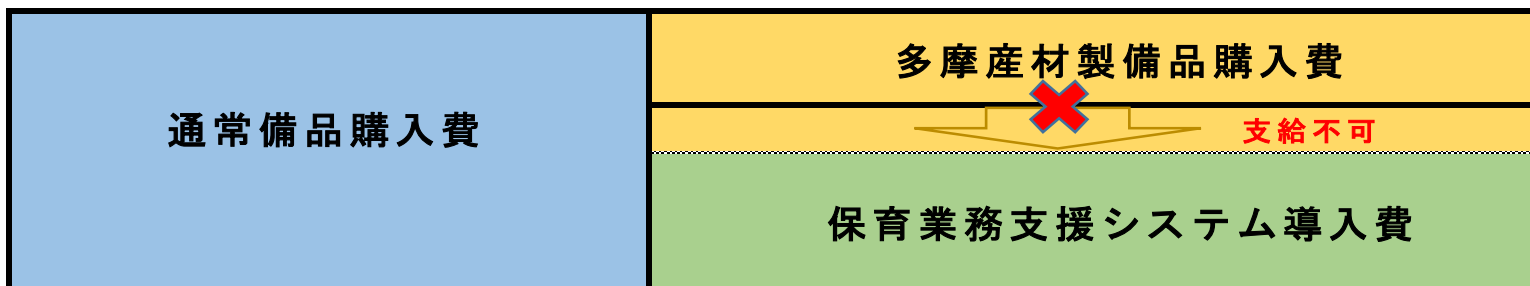 通常備品購入費
多摩産材製備品購入費
支給不可
保育業務支援システム導入費